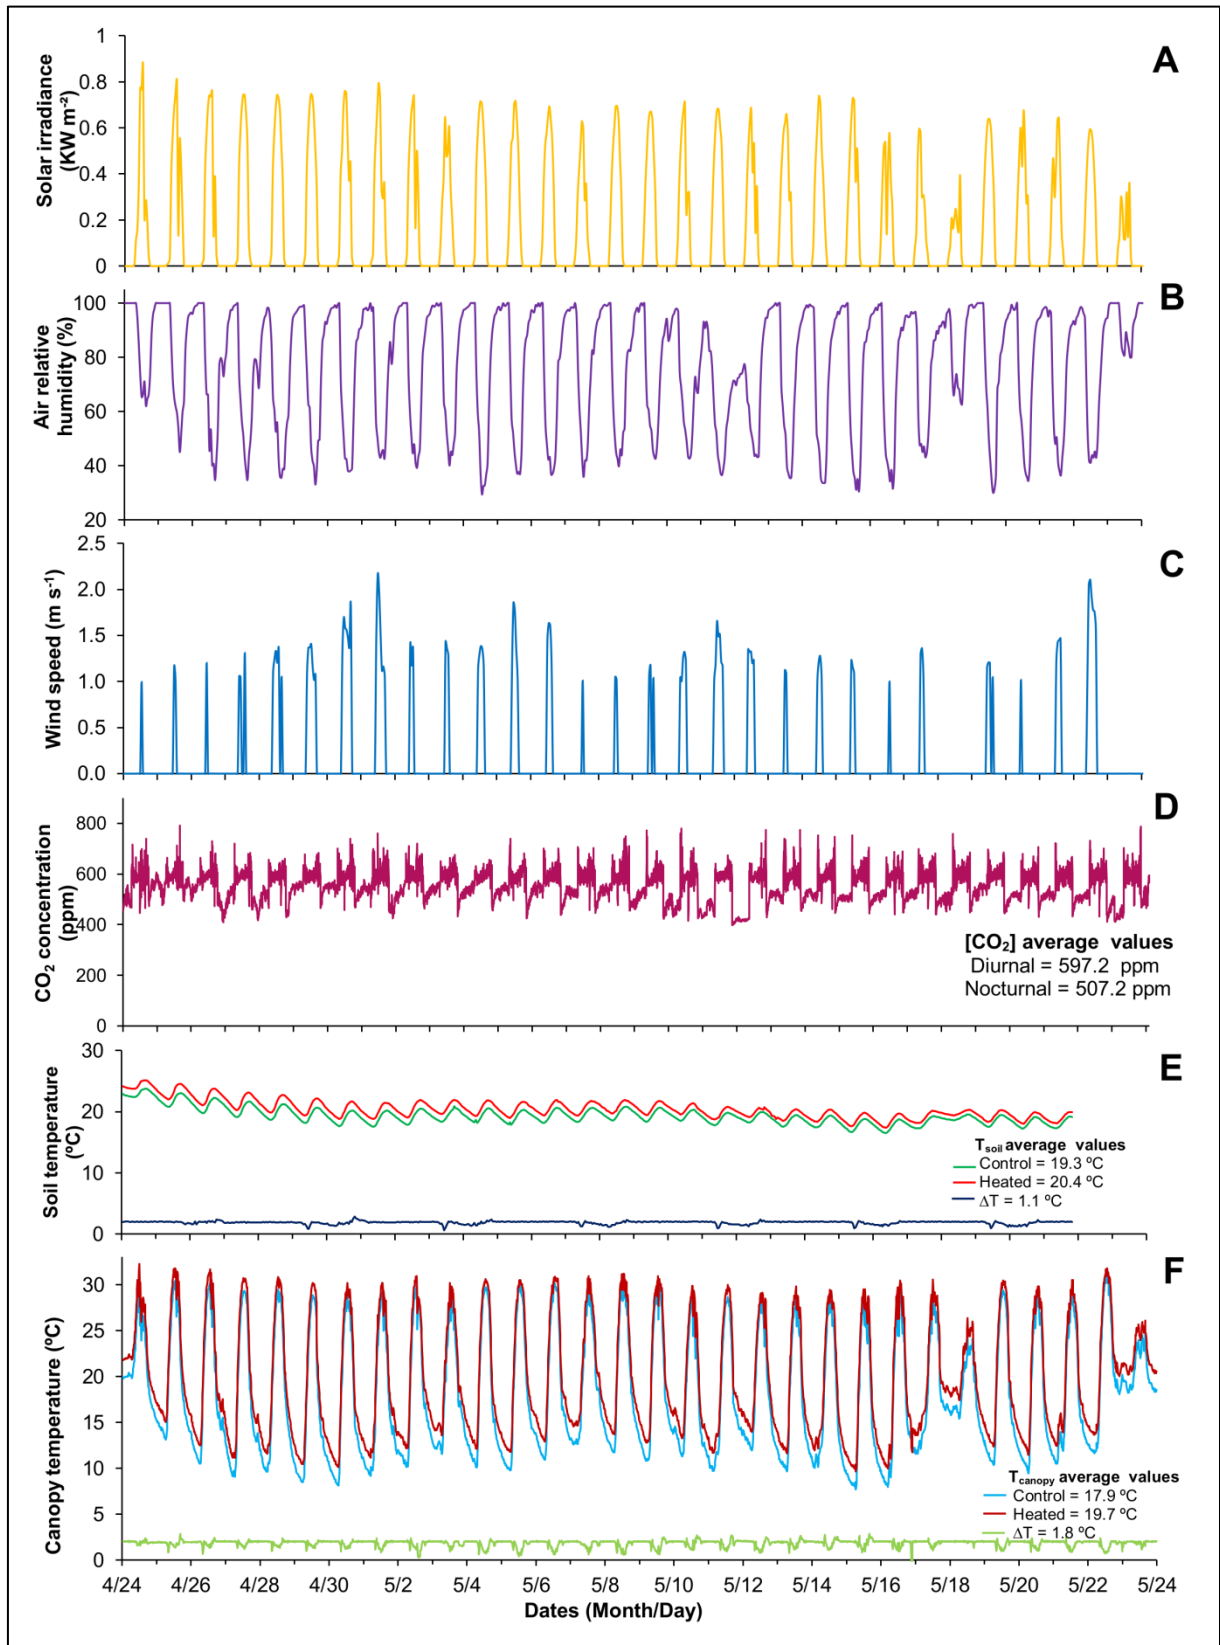 A
Solar irradiance
(KW m⁻²)
1
0.8
0.6
0.4
0.2
0
B
Air relative
humidity (%)
100
80
60
40
20
C
Wind speed (m s⁻¹)
2.5
2.0
1.5
1.0
0.5
0.0
D
CO₂ concentration
(ppm)
800
600
400
200
0
[CO₂] average values
Diurnal = 597.2 ppm
Nocturnal = 507.2 ppm
E
Soil temperature
(ºC)
30
20
10
0
Tsoil average values
Control = 19.3 ºC
Heated = 20.4 ºC
ΔT = 1.1 ºC
F
Canopy temperature (ºC)
30
25
20
15
10
5
0
Tcanopy average values
Control = 17.9 ºC
Heated = 19.7 ºC
ΔT = 1.8 ºC
4/24 4/26 4/28 4/30 5/2 5/4 5/6 5/8 5/10 5/12 5/14 5/16 5/18 5/20 5/22 5/24
Dates (Month/Day)